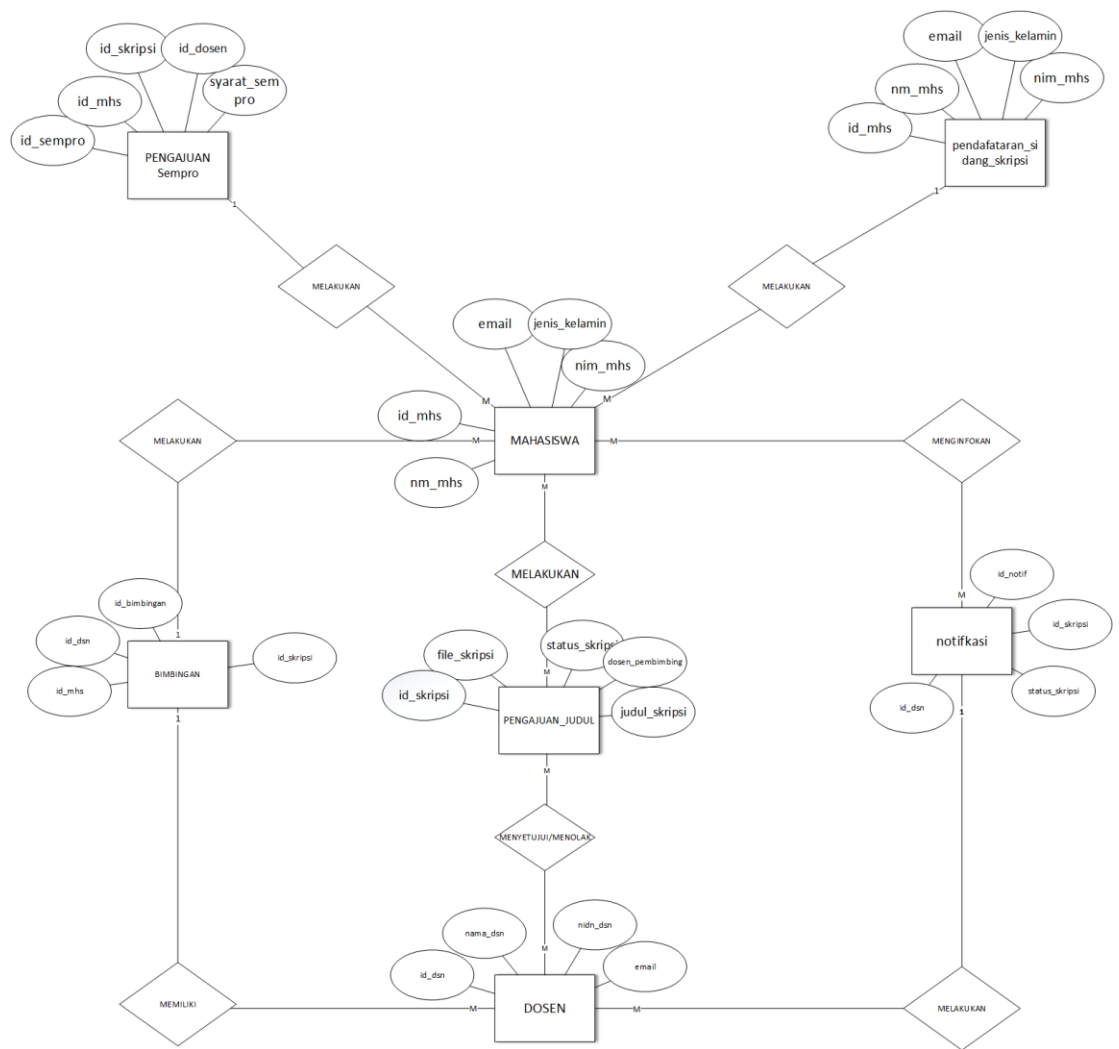 email
jenis_kelamin
id_skripsi
id_dosen
syarat_sem
pro
nim_mhs
nm_mhs
id_mhs
id_mhs
id_sempro
PENGAJUAN
Sempro
pendafataran_si
dang_skripsi
1
1
MELAKUKAN
MELAKUKAN
email
jenis_kelamin
nim_mhs
id_mhs
M
M
MELAKUKAN
M
MAHASISWA
M
MENGINFOKAN
nm_mhs
M
MELAKUKAN
id_notif
id_bimbingan
M
id_skripsi
1
id_dsn
id_skripsi
notifkasi
status_skripsi
file_skripsi
dosen_pembimbing
M
BIMBINGAN
id_mhs
id_skripsi
status_skripsi
id_dsn
1
PENGAJUAN_JUDUL
judul_skripsi
1
M
MENYETUJUI/MENOLAK
nama_dsn
nidn_dsn
M
id_dsn
email
MEMILIKI
M
DOSEN
M
MELAKUKAN